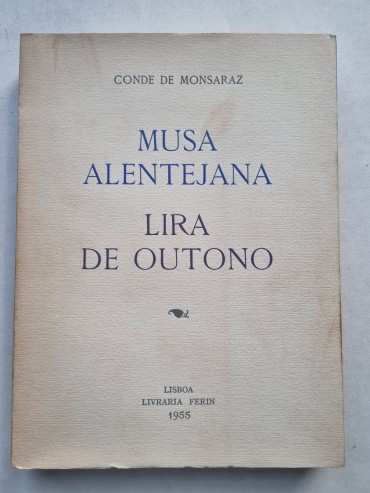 CONDE DE MONSARAZ
MUSA
ALENTEJANA
LIRA
DE OUTONO
LISBOA
LIVRARIA FERIN
1955